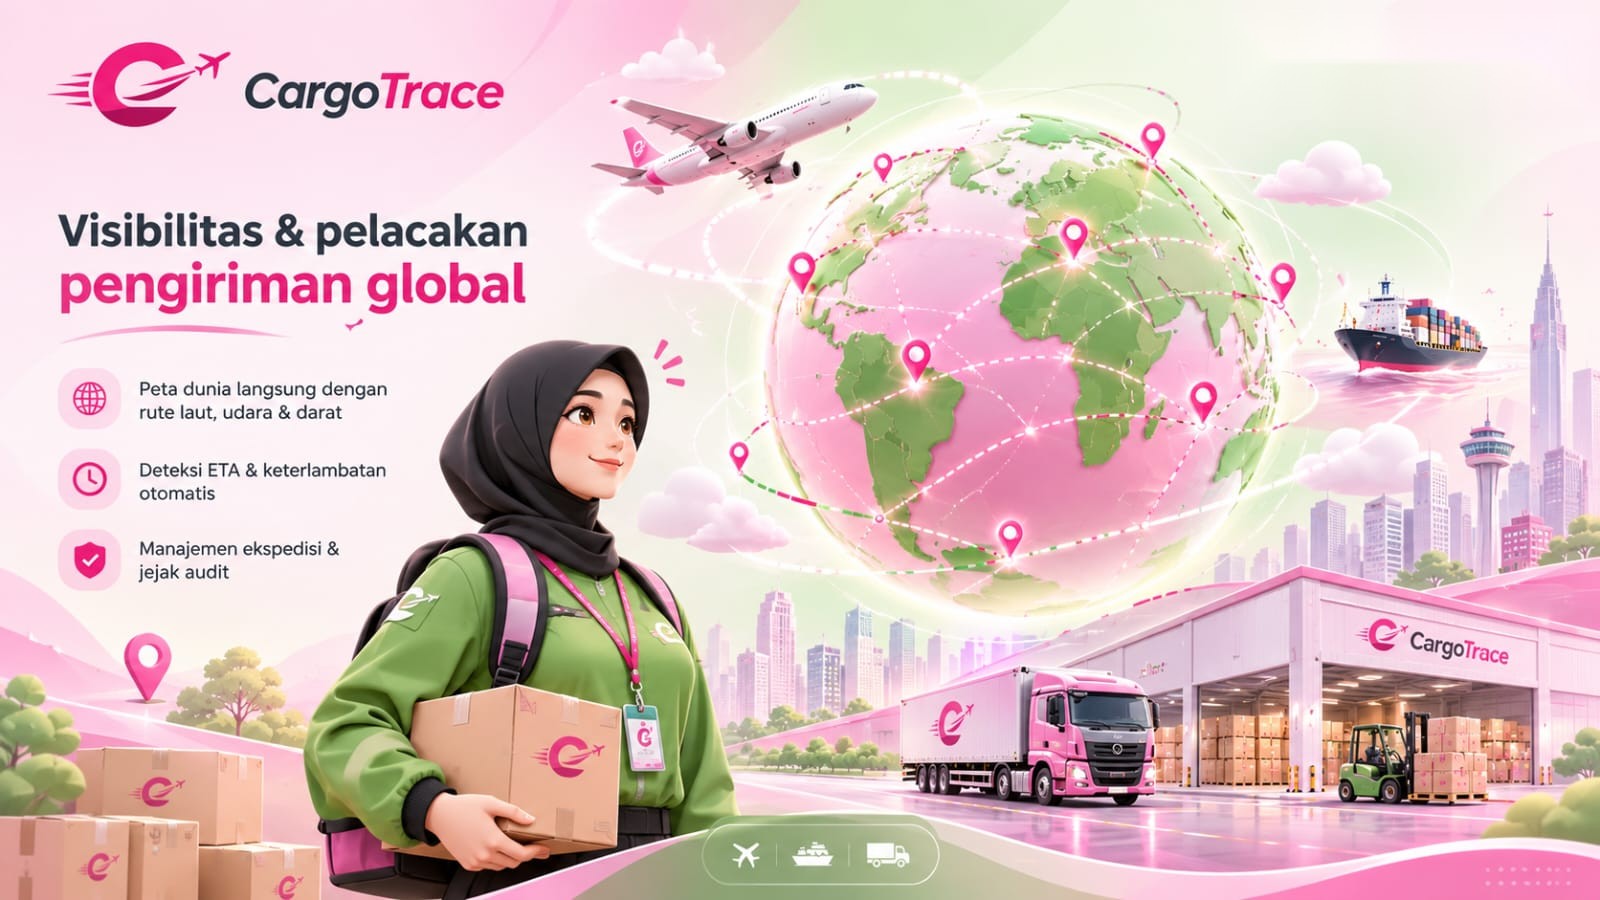 CargoTrace
Visibilitas & pelacakan
pengiriman global
Peta dunia langsung dengan
rute laut, udara & darat
Deteksi ETA & keterlambatan
otomatis
Manajemen ekspedisi &
jejak audit
CargoTrace